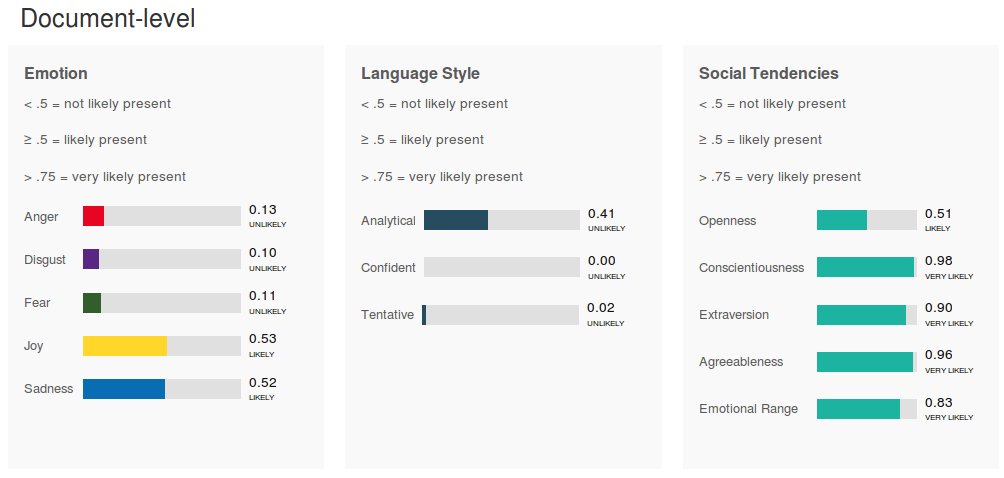 Document-level
Emotion
< .5 = not likely present
≥ .5 = likely present
> .75 = very likely present
Anger 0.13
UNLIKELY
Disgust 0.10
UNLIKELY
Fear 0.11
UNLIKELY
Joy 0.53
LIKELY
Sadness 0.52
LIKELY
Language Style
< .5 = not likely present
≥ .5 = likely present
> .75 = very likely present
Analytical 0.41
UNLIKELY
Confident 0.00
UNLIKELY
Tentative 0.02
UNLIKELY
Social Tendencies
< .5 = not likely present
≥ .5 = likely present
> .75 = very likely present
Openness 0.51
LIKELY
Conscientiousness 0.98
VERY LIKELY
Extraversion 0.90
VERY LIKELY
Agreeableness 0.96
VERY LIKELY
Emotional Range 0.83
VERY LIKELY